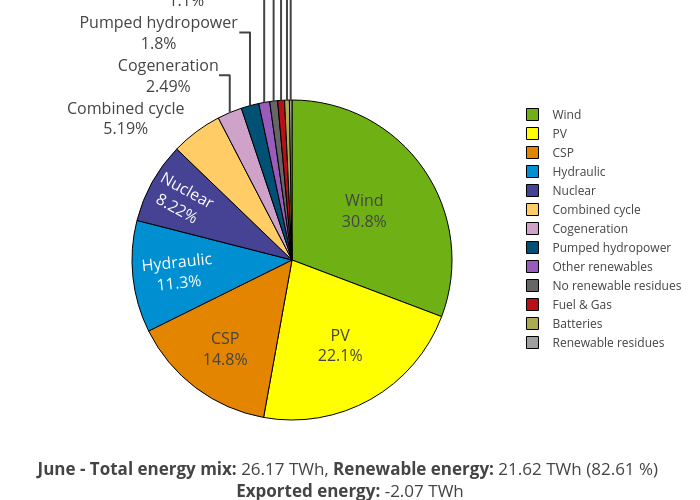 1.1%
Pumped hydropower
1.8%
Cogeneration
2.49%
Combined cycle
5.19%
Nuclear
8.22%
Hydraulic
11.3%
CSP
14.8%
PV
22.1%
Wind
30.8%
Wind
PV
CSP
Hydraulic
Nuclear
Combined cycle
Cogeneration
Pumped hydropower
Other renewables
No renewable residues
Fuel & Gas
Batteries
Renewable residues
June - Total energy mix: 26.17 TWh, Renewable energy: 21.62 TWh (82.61 %)
Exported energy: -2.07 TWh